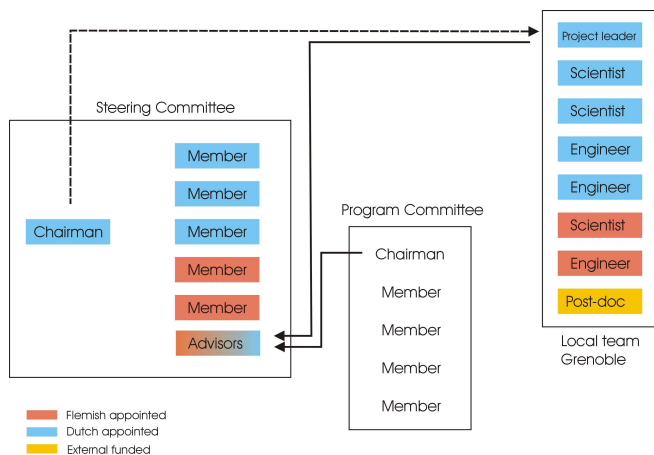 Steering Committee
Chairman
Member
Member
Member
Member
Member
Advisors
Program Committee
Chairman
Member
Member
Member
Member
Project leader
Scientist
Scientist
Engineer
Engineer
Scientist
Engineer
Post-doc
Local team
Grenoble
Flemish appointed
Dutch appointed
External funded